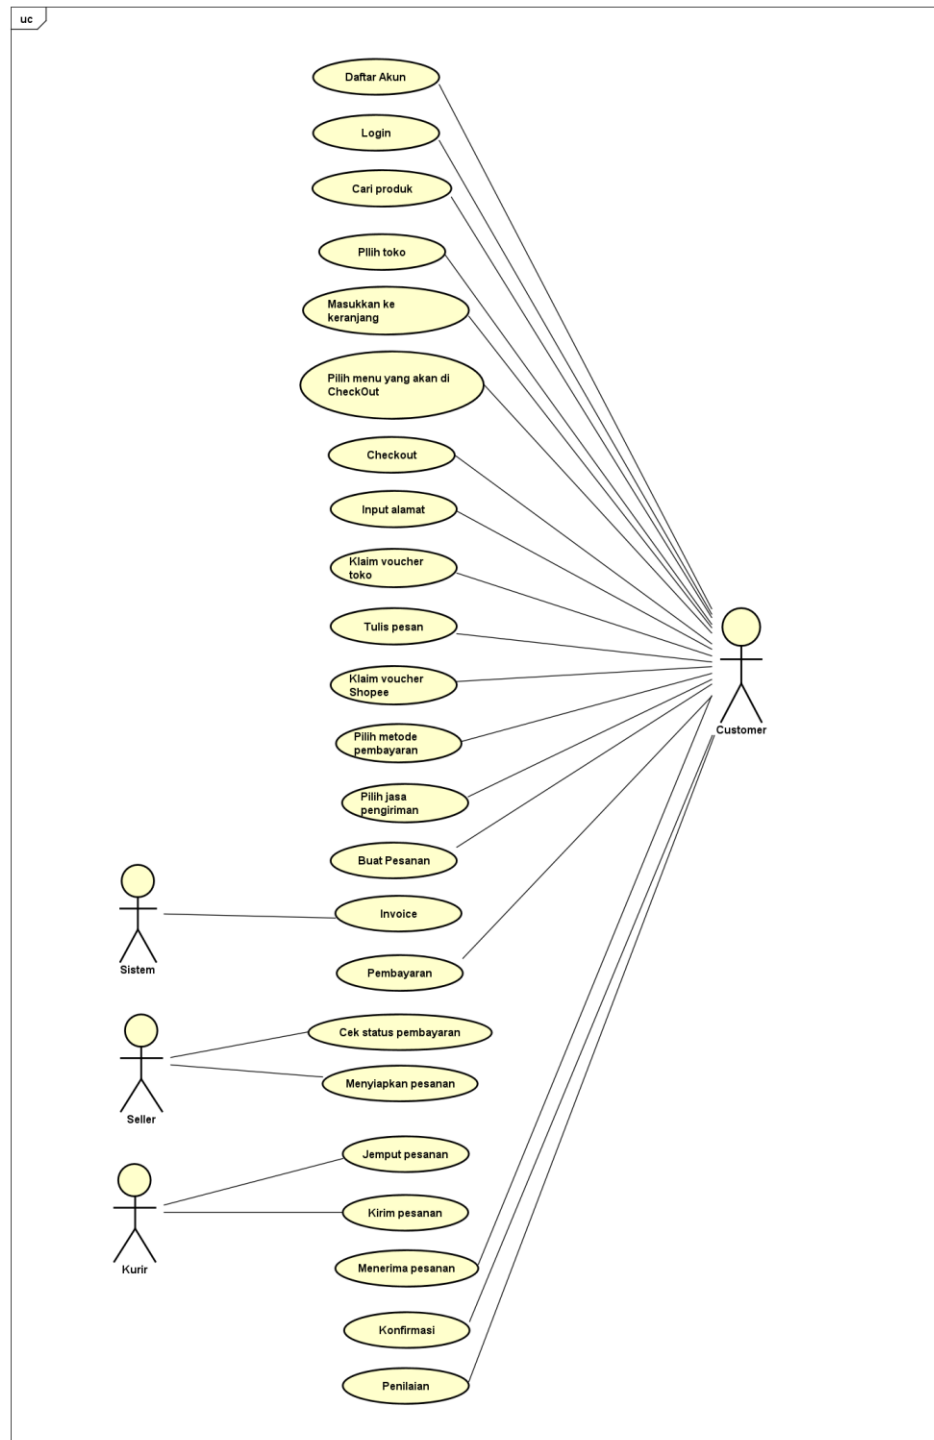 uc
Daftar Akun
Login
Cari produk
PIlih toko
Masukkan ke
keranjang
Pilih menu yang akan di
CheckOut
Checkout
Input alamat
Klaim voucher
toko
Tulis pesan
Klaim voucher
Shopee
Customer
Pilih metode
pembayaran
Pilih jasa
pengiriman
Buat Pesanan
Invoice
Sistem
Pembayaran
Cek status pembayaran
Menyiapkan pesanan
Seller
Jemput pesanan
Kirim pesanan
Kurir
Menerima pesanan
Konfirmasi
Penilaian